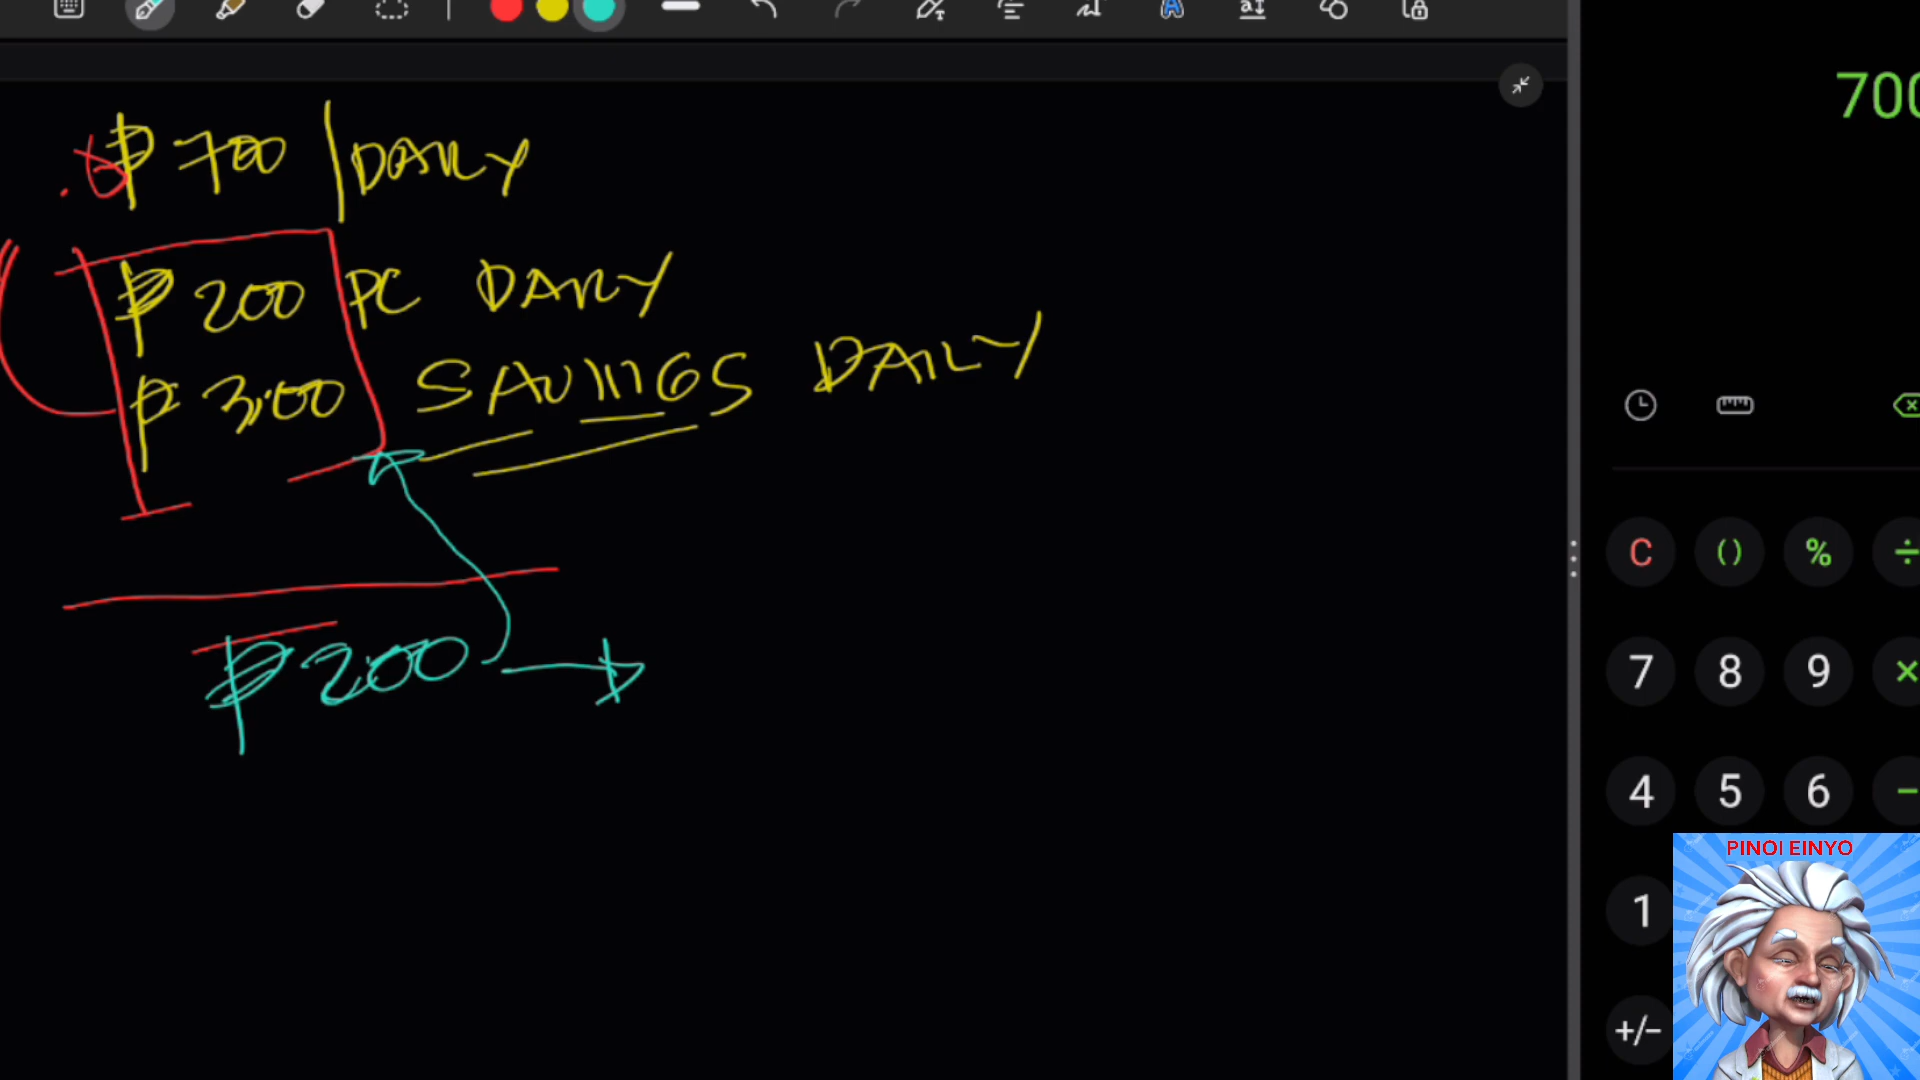 ₱ 700 | DAILY
₱ 200 PC DAILY
₱ 300 SAVINGS DAILY
₱ 200
700
C () % ÷
7 8 9 ×
4 5 6 −
1
+/−
PINOI EINYO